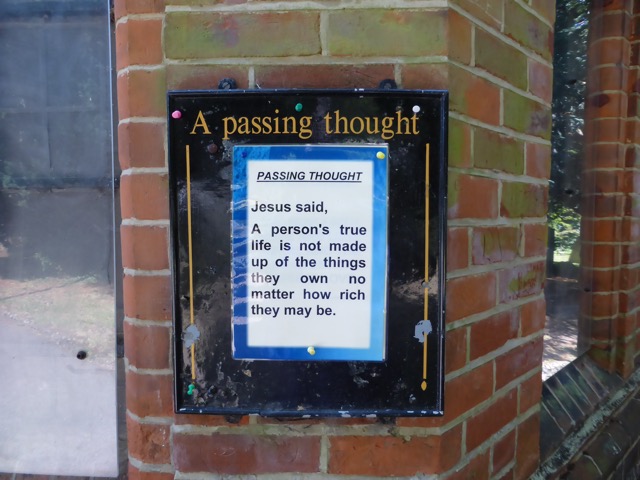 A passing thought
PASSING THOUGHT
Jesus said,
A person's true
life is not made
up of the things
they own no
matter how rich
they may be.